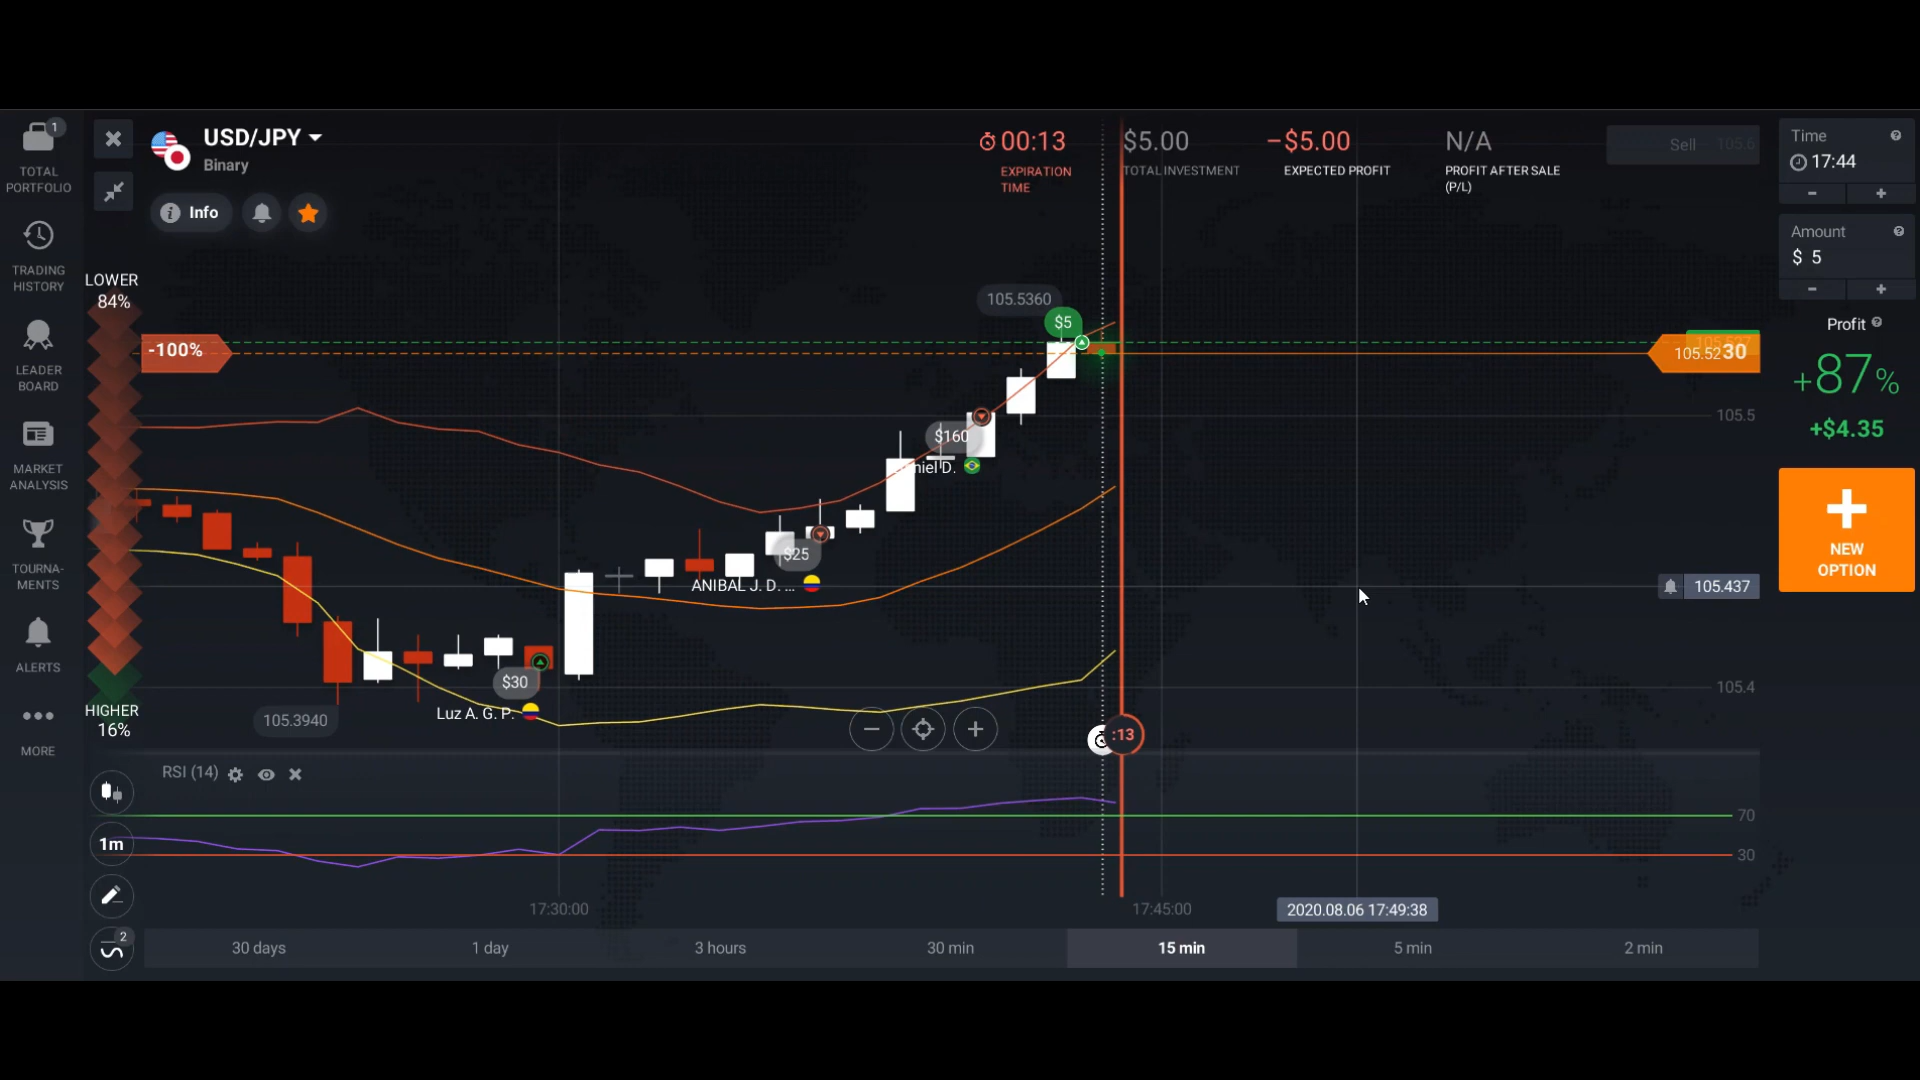 1
TOTAL
PORTFOLIO
TRADING
HISTORY
LEADER
BOARD
MARKET
ANALYSIS
TOURNA-
MENTS
ALERTS
MORE
USD/JPY
Binary
Info
00:13
EXPIRATION
TIME
$5.00
TOTAL INVESTMENT
-$5.00
EXPECTED PROFIT
N/A
PROFIT AFTER SALE
(P/L)
Sell 105.6
Time
17:44
- +
Amount
$ 5
- +
Profit
+87%
+$4.35
NEW
OPTION
LOWER
84%
-100%
HIGHER
16%
105.5360
$5
105.5230
105.5
$160
niel D.
$25
ANIBAL J. D. ...
105.437
$30
Luz A. G. P.
105.3940
105.4
:13
RSI (14)
70
30
1m
2
17:30:00
17:45:00
2020.08.06 17:49:38
30 days
1 day
3 hours
30 min
15 min
5 min
2 min